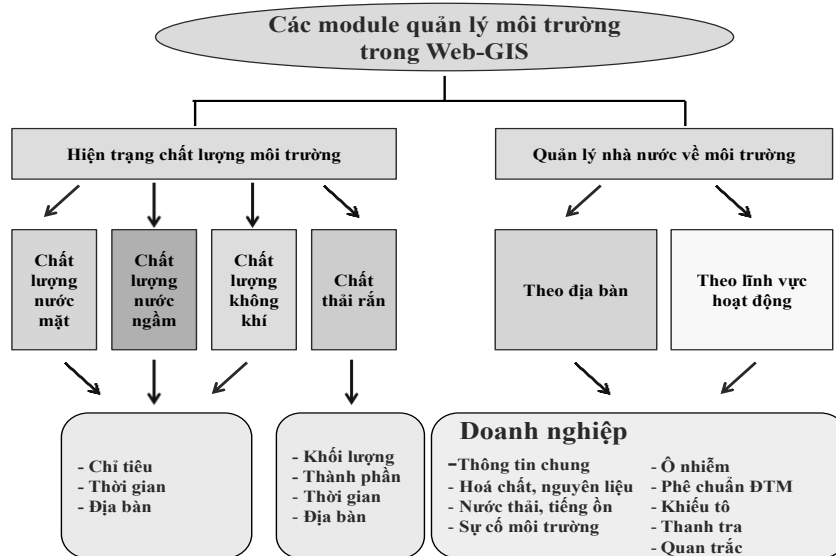 Các module quản lý môi trường
trong Web-GIS
Hiện trạng chất lượng môi trường
Quản lý nhà nước về môi trường
Chất
lượng
nước
mặt
Chất
lượng
nước
ngầm
Chất
lượng
không
khí
Chất
thải rắn
Theo địa bàn
Theo lĩnh vực
hoạt động
- Chỉ tiêu
- Thời gian
- Địa bàn
- Khối lượng
- Thành phần
- Thời gian
- Địa bàn
Doanh nghiệp
-Thông tin chung
- Hoá chất, nguyên liệu
- Nước thải, tiếng ồn
- Sự cố môi trường
- Ô nhiễm
- Phê chuẩn ĐTM
- Khiếu tô
- Thanh tra
- Quan trắc